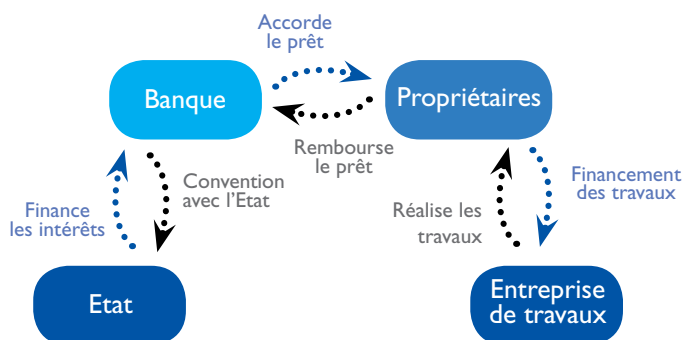 Accorde
le prêt
Banque
Propriétaires
Rembourse
le prêt
Convention
avec l'Etat
Financement
des travaux
Finance
les intérêts
Réalise les
travaux
Etat
Entreprise
de travaux